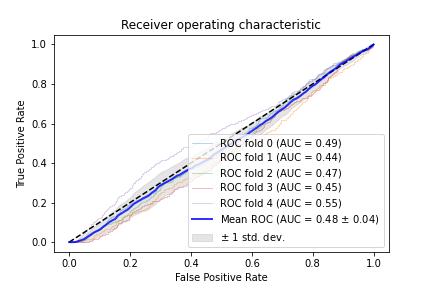 Receiver operating characteristic
1.0
0.8
0.6
0.4
0.2
0.0
True Positive Rate
ROC fold 0 (AUC = 0.49)
ROC fold 1 (AUC = 0.44)
ROC fold 2 (AUC = 0.47)
ROC fold 3 (AUC = 0.45)
ROC fold 4 (AUC = 0.55)
Mean ROC (AUC = 0.48 ± 0.04)
± 1 std. dev.
0.0 0.2 0.4 0.6 0.8 1.0
False Positive Rate